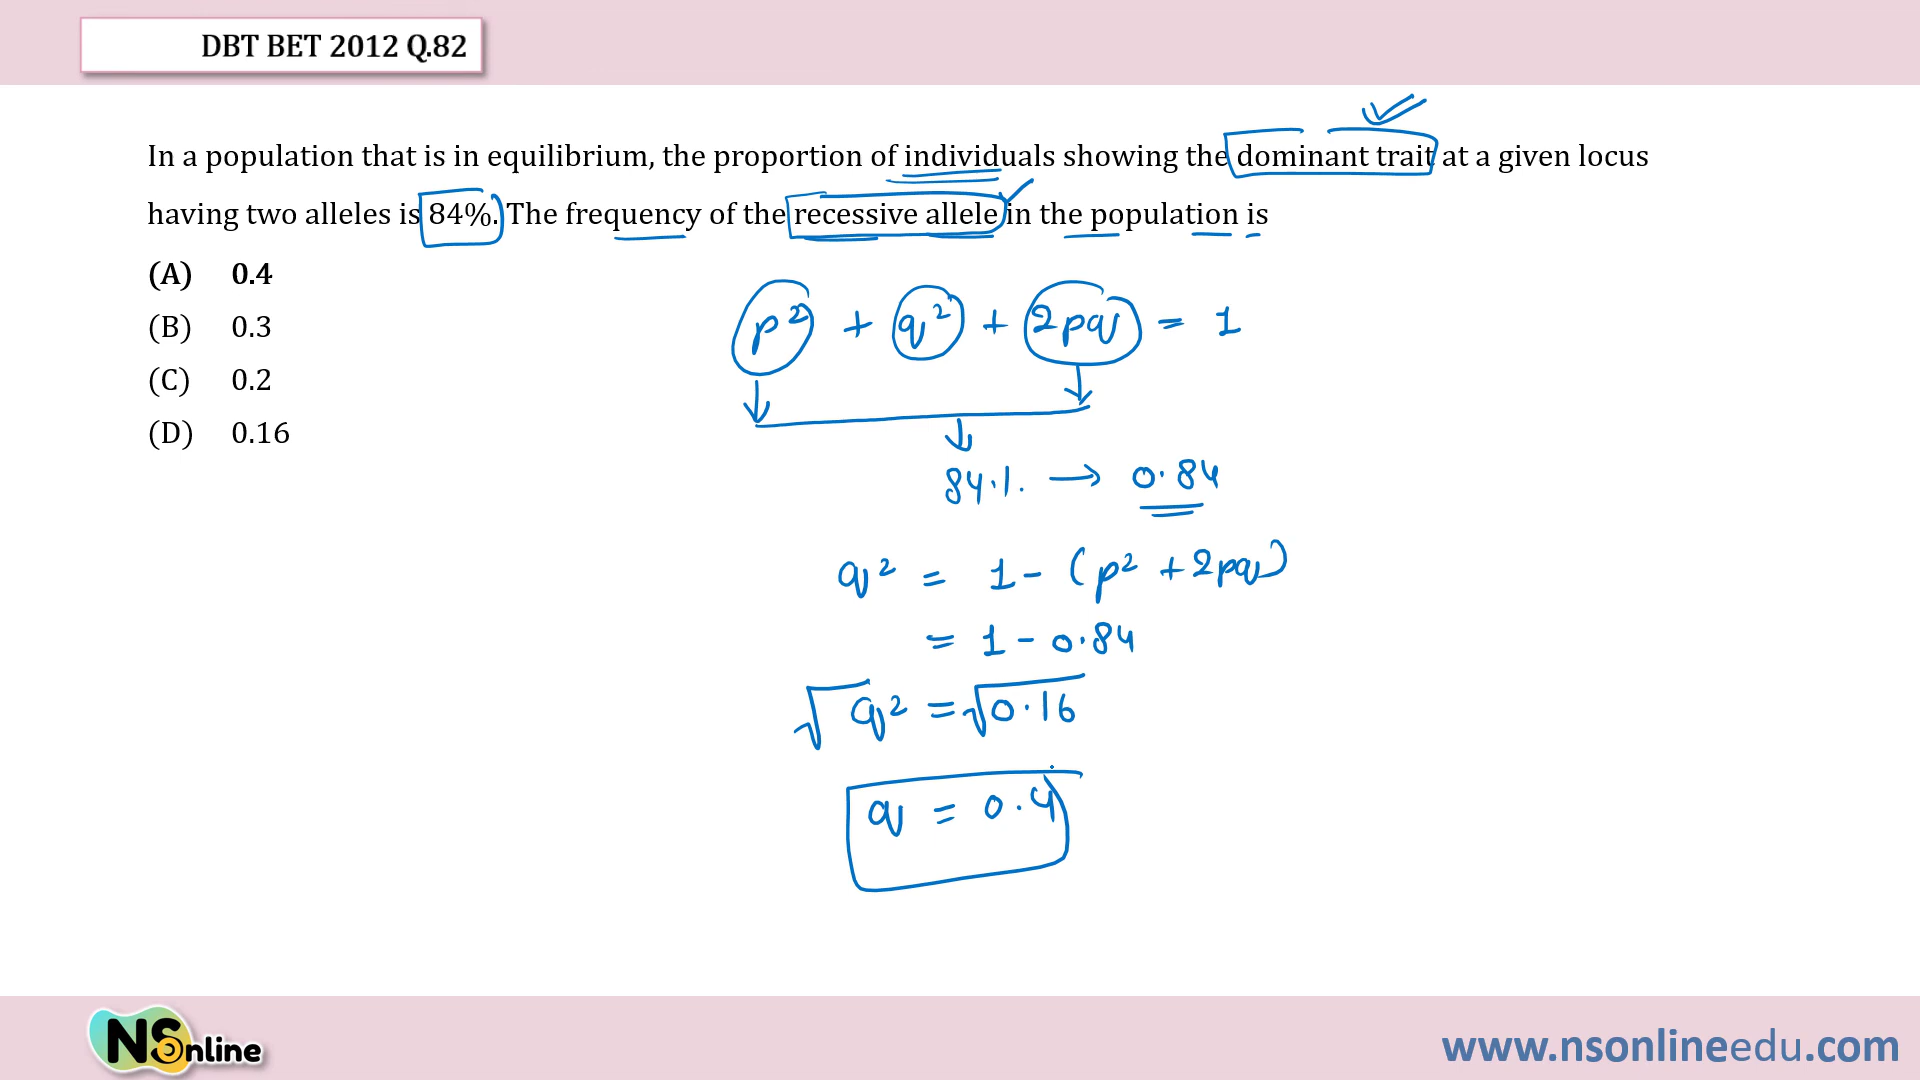 DBT BET 2012 Q.82
In a population that is in equilibrium, the proportion of individuals showing the dominant trait at a given locus
having two alleles is 84%. The frequency of the recessive allele in the population is
(A) 0.4
(B) 0.3
(C) 0.2
(D) 0.16
p² + q² + 2pq = 1
84% → 0.84
q² = 1 - (p² + 2pq)
= 1 - 0.84
√q² = √0.16
q = 0.4
NS Online
www.nsonlineedu.com